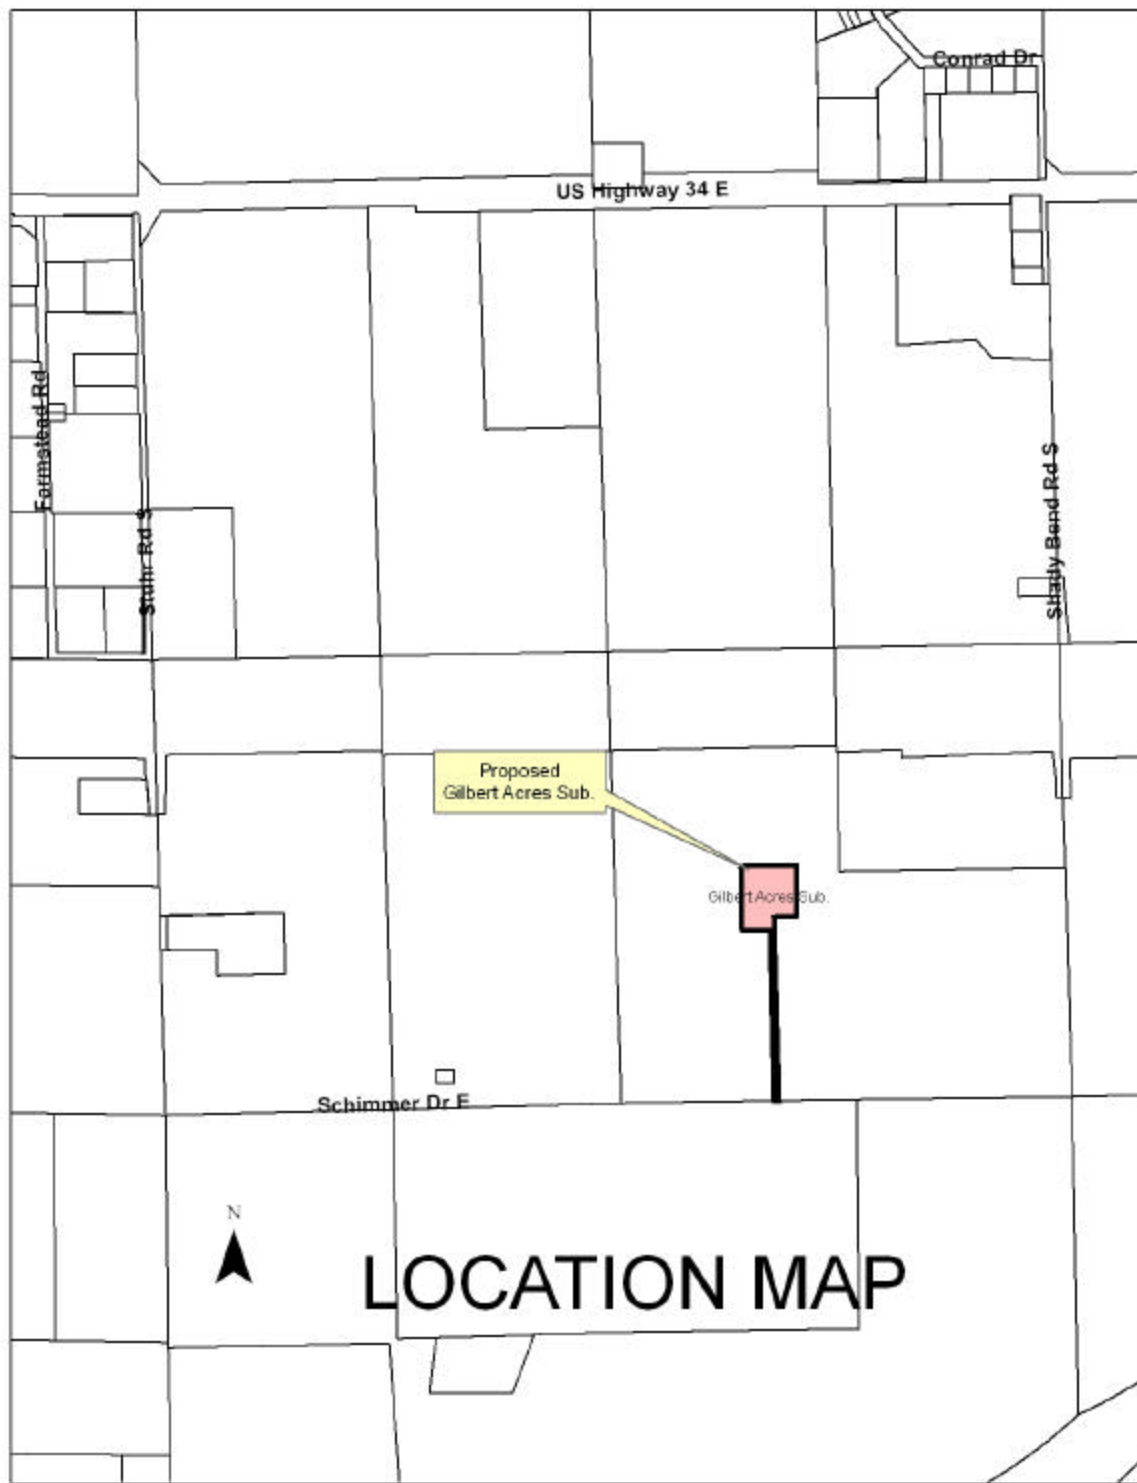 Conrad Dr
US Highway 34 E
Farmstead Rd
Stuhr Rd S
Shady Bend Rd S
Proposed
Gilbert Acres Sub.
Gilbert Acres Sub.
Schimmer Dr E
N
LOCATION MAP